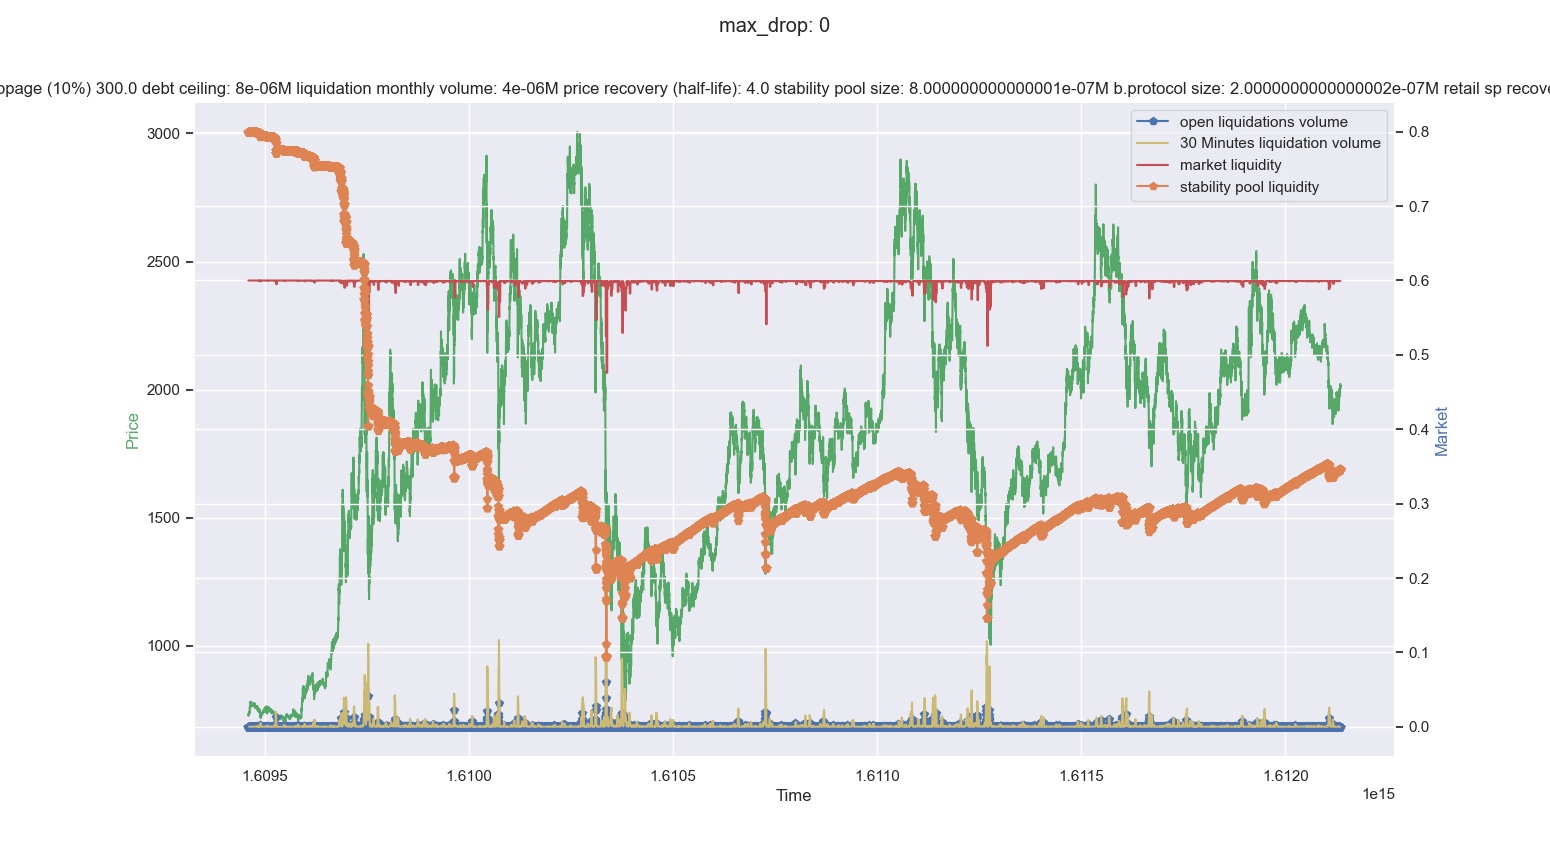 max_drop: 0
(10%) 300.0 debt ceiling: 8e-06M liquidation monthly volume: 4e-06M price recovery (half-life): 4.0 stability pool size: 8.000000000000001e-07M b.protocol size: 2.0000000000000002e-07M retail sp
open liquidations volume
30 Minutes liquidation volume
market liquidity
stability pool liquidity
3000
2500
2000
1500
1000
Price
0.8
0.7
0.6
0.5
0.4
0.3
0.2
0.1
0.0
Market
1.6095 1.6100 1.6105 1.6110 1.6115 1.6120
1e15
Time